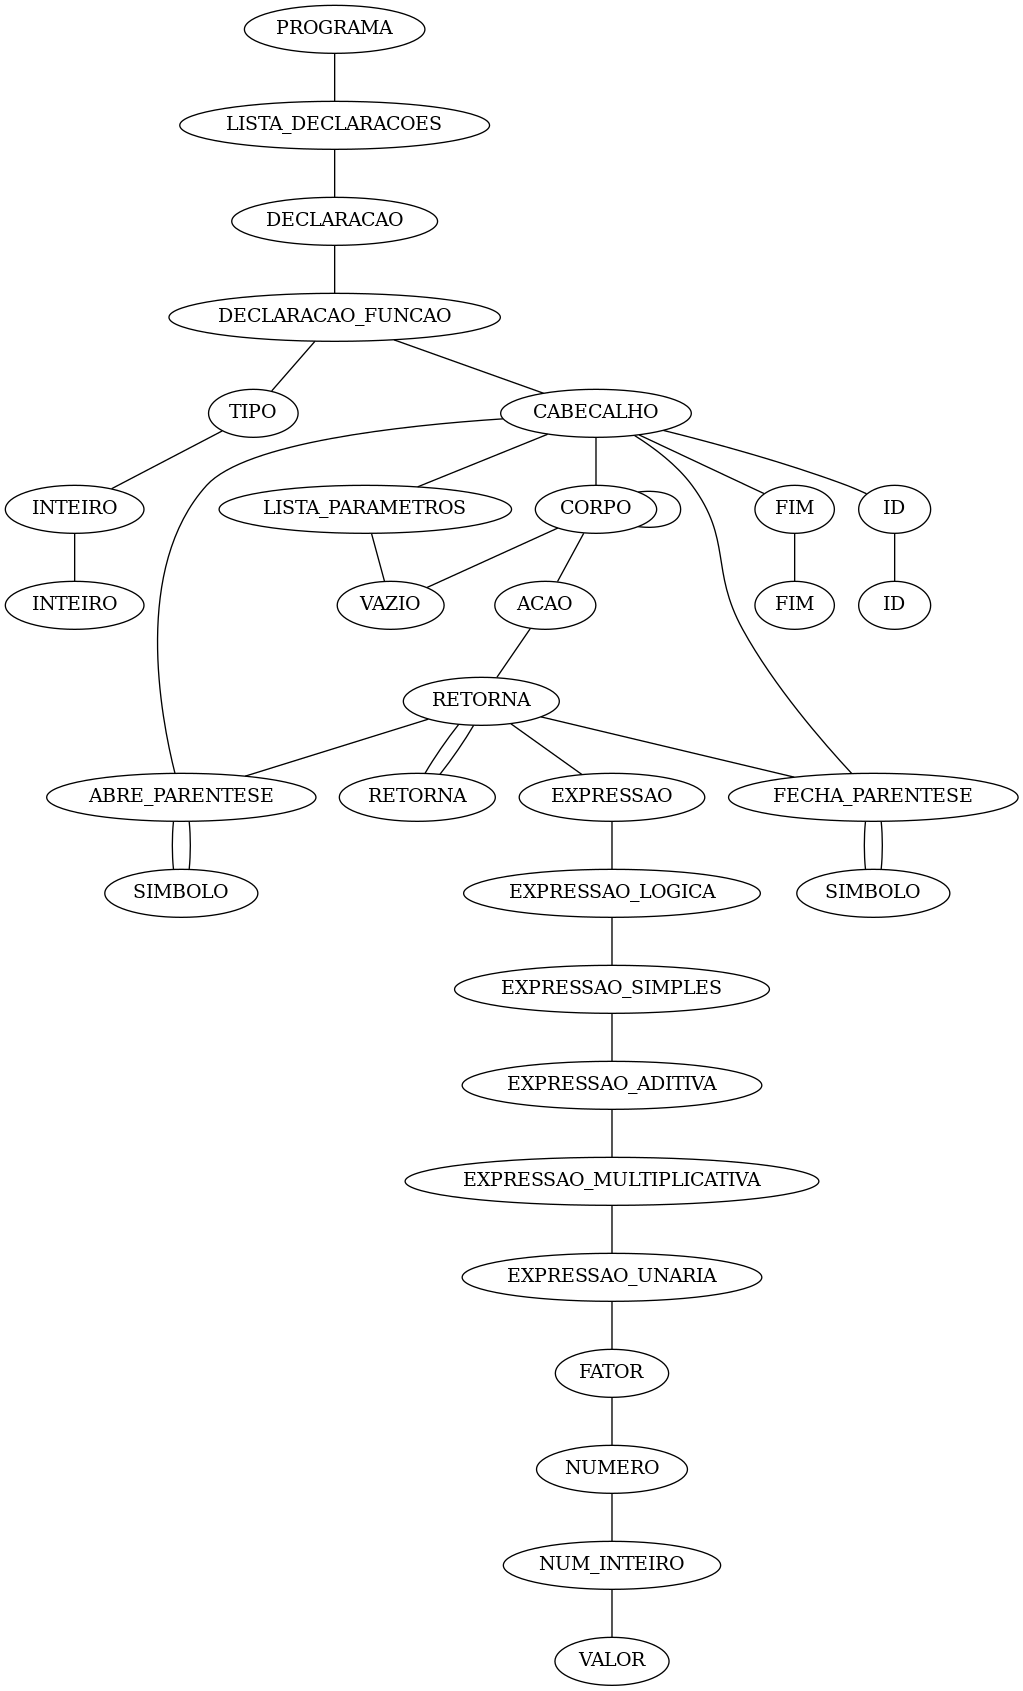 PROGRAMA
LISTA_DECLARACOES
DECLARACAO
DECLARACAO_FUNCAO
TIPO
CABECALHO
INTEIRO
LISTA_PARAMETROS
CORPO
FIM
ID
INTEIRO
VAZIO
ACAO
FIM
ID
RETORNA
ABRE_PARENTESE
RETORNA
EXPRESSAO
FECHA_PARENTESE
SIMBOLO
EXPRESSAO_LOGICA
SIMBOLO
EXPRESSAO_SIMPLES
EXPRESSAO_ADITIVA
EXPRESSAO_MULTIPLICATIVA
EXPRESSAO_UNARIA
FATOR
NUMERO
NUM_INTEIRO
VALOR